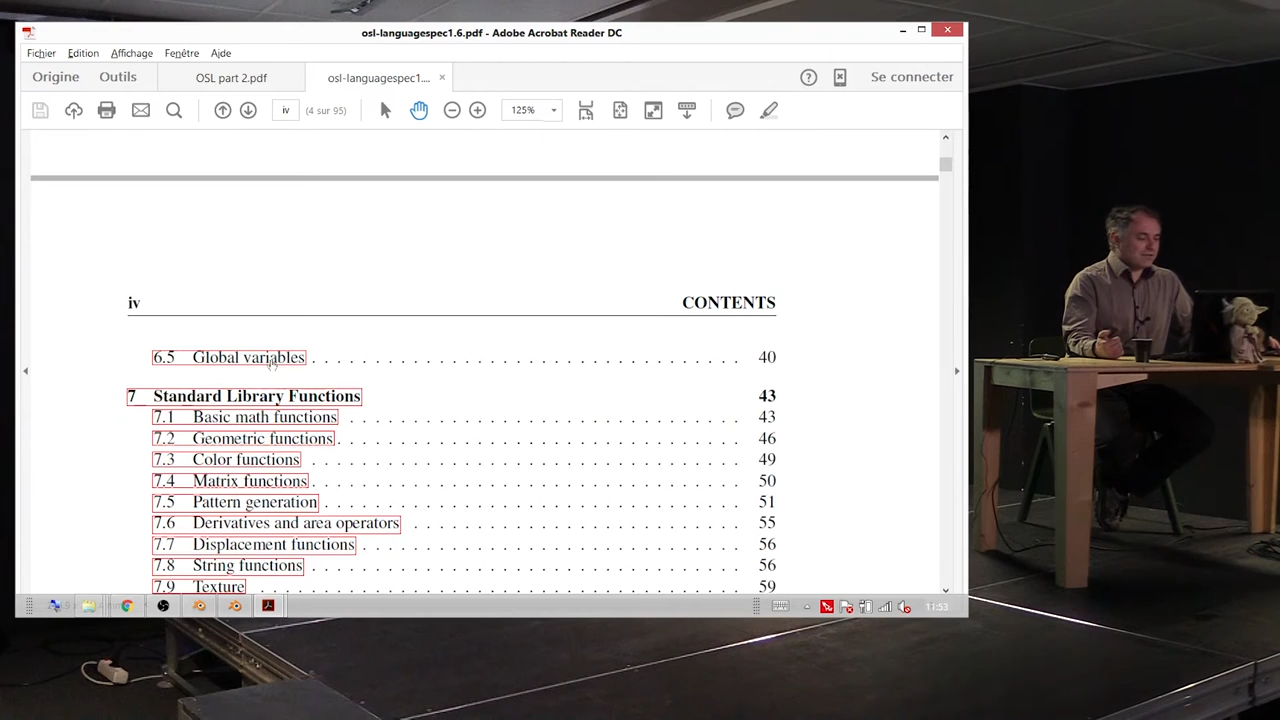 osl-languagespec1.6.pdf - Adobe Acrobat Reader DC
Fichier Edition Affichage Fenêtre Aide
Origine Outils OSL part 2.pdf osl-languagespec1.... × Se connecter
iv (4 sur 95) 125%
iv CONTENTS
6.5 Global variables . . . . . . . . . . . . . . . . . . . . . . . . . . . . . . . . . . . 40
7 Standard Library Functions 43
7.1 Basic math functions . . . . . . . . . . . . . . . . . . . . . . . . . . . . . . . . 43
7.2 Geometric functions . . . . . . . . . . . . . . . . . . . . . . . . . . . . . . . . 46
7.3 Color functions . . . . . . . . . . . . . . . . . . . . . . . . . . . . . . . . . . . 49
7.4 Matrix functions . . . . . . . . . . . . . . . . . . . . . . . . . . . . . . . . . . 50
7.5 Pattern generation . . . . . . . . . . . . . . . . . . . . . . . . . . . . . . . . . 51
7.6 Derivatives and area operators . . . . . . . . . . . . . . . . . . . . . . . . . . . 55
7.7 Displacement functions . . . . . . . . . . . . . . . . . . . . . . . . . . . . . . 56
7.8 String functions . . . . . . . . . . . . . . . . . . . . . . . . . . . . . . . . . . 56
7.9 Texture . . . . . . . . . . . . . . . . . . . . . . . . . . . . . . . . . . . . . . . 59
11:53